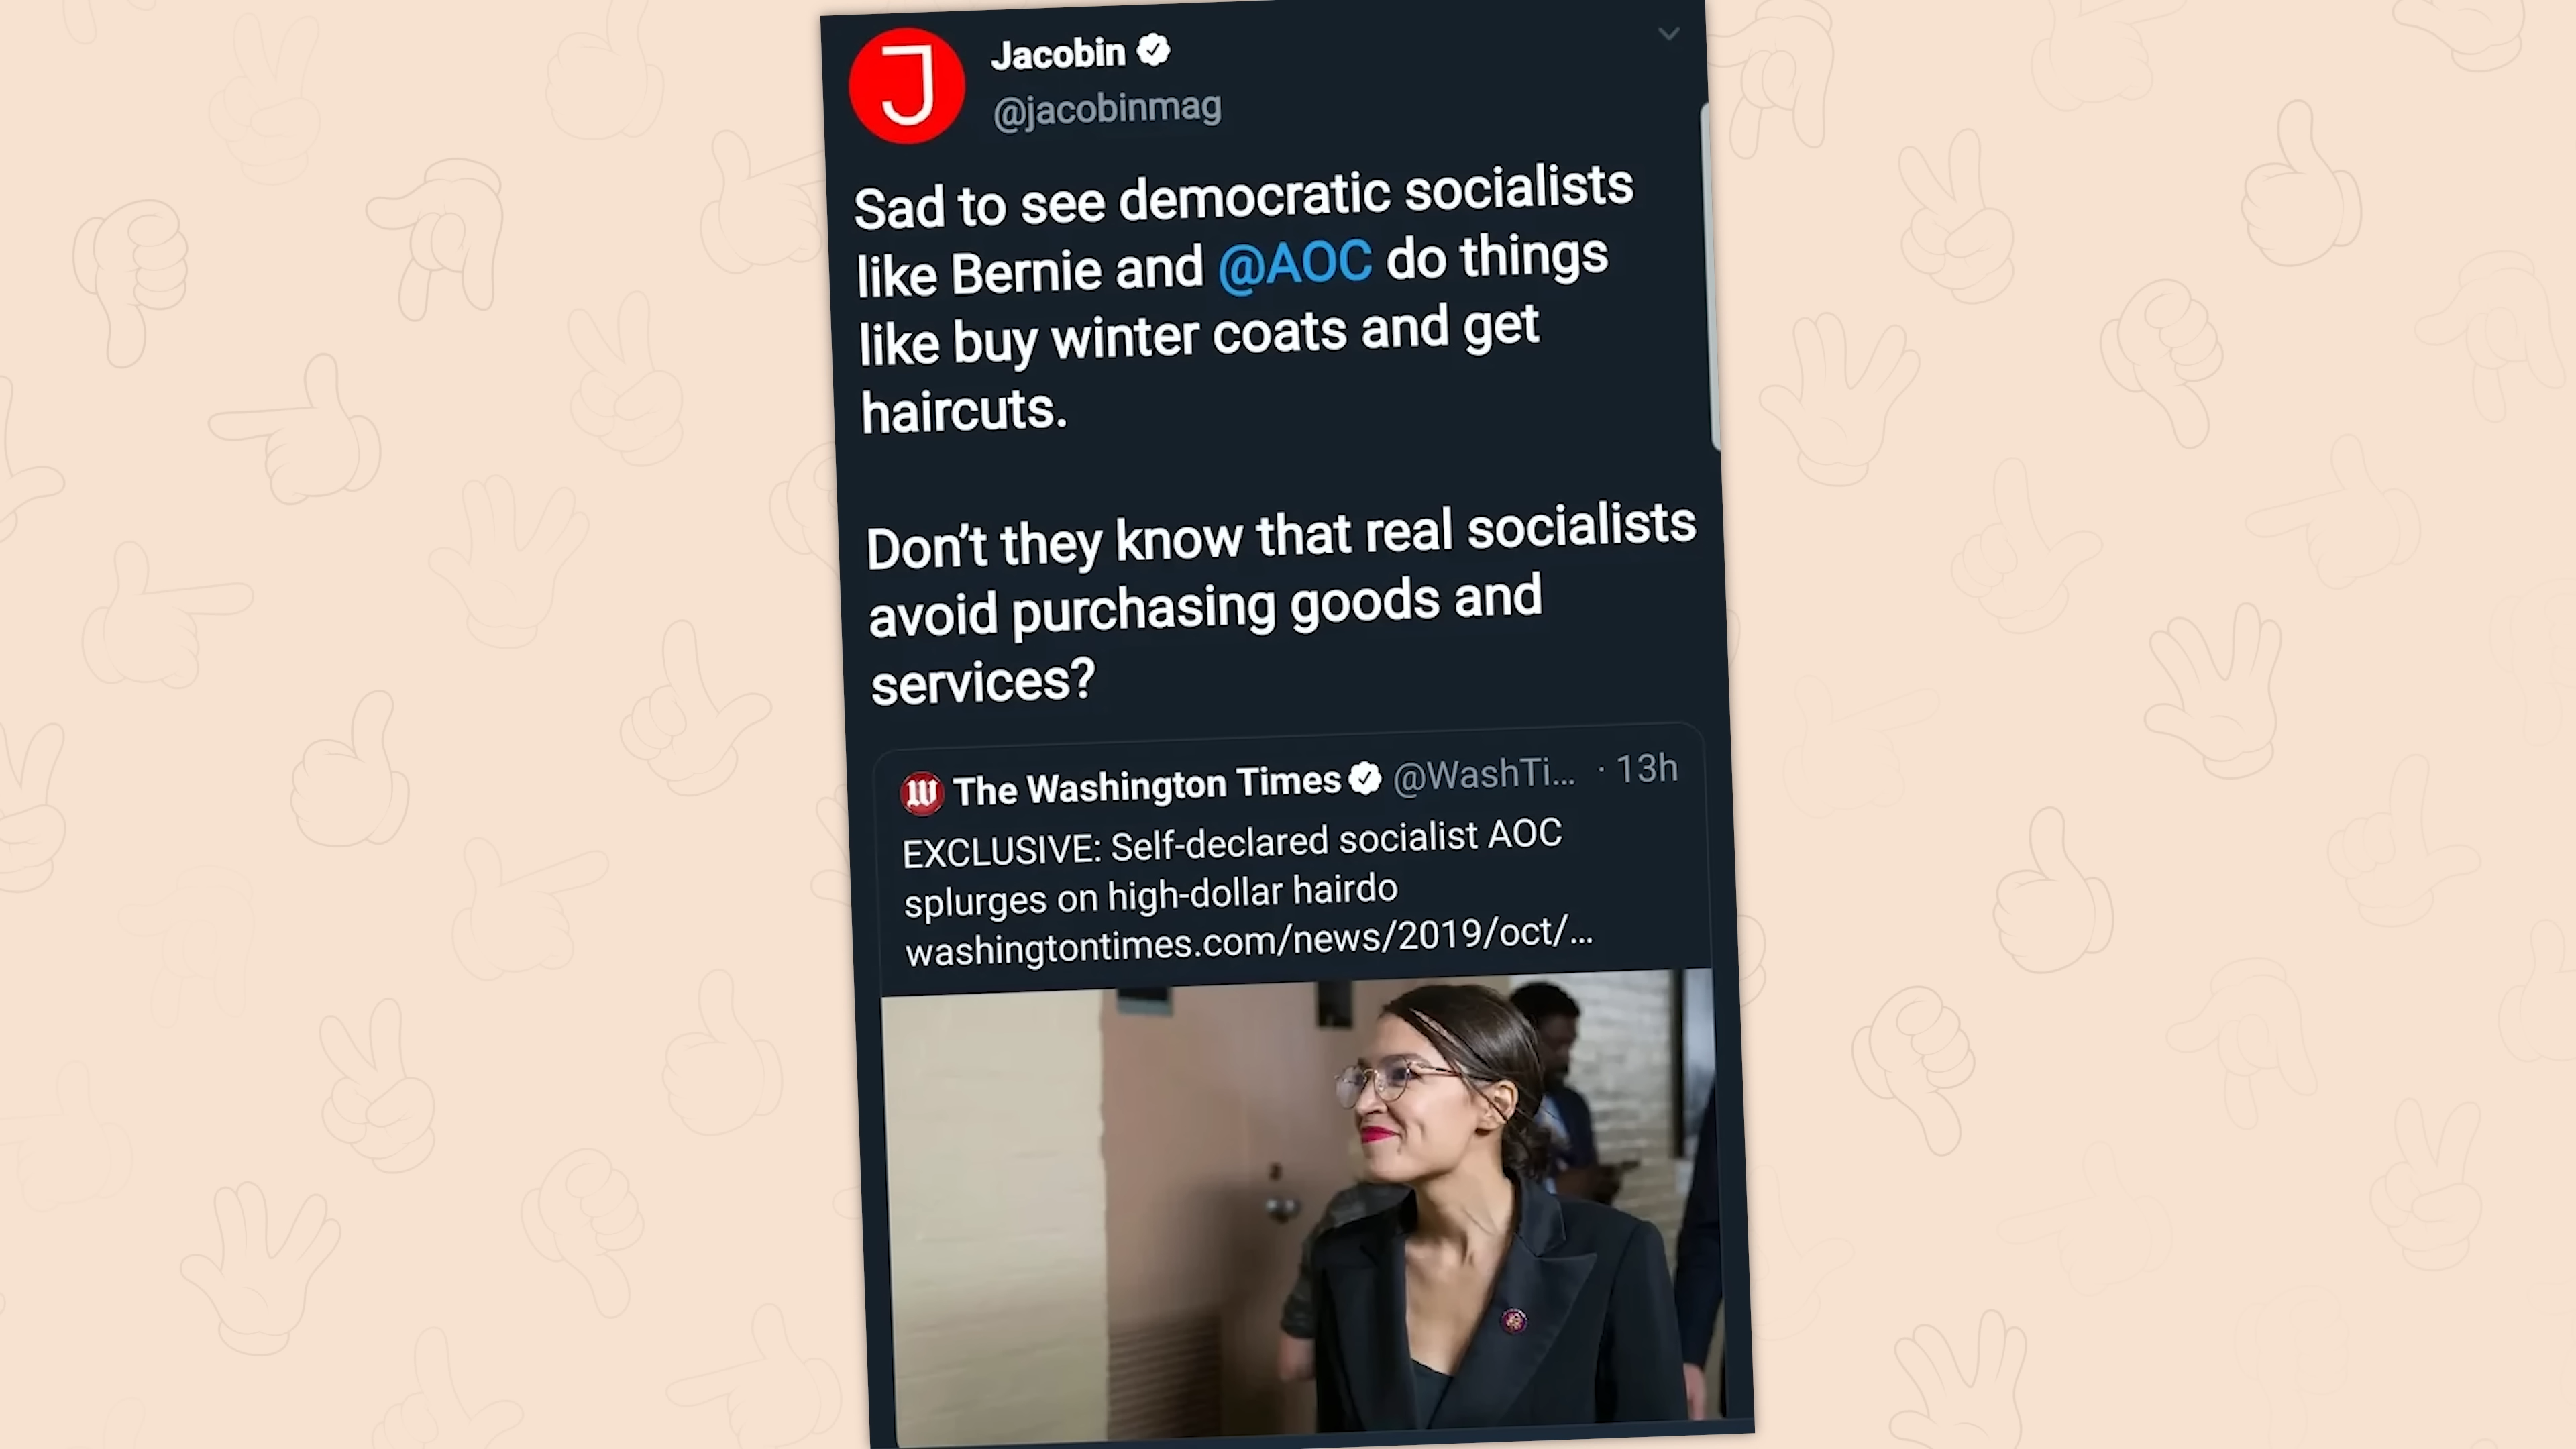 J
Jacobin
@jacobinmag
Sad to see democratic socialists
like Bernie and @AOC do things
like buy winter coats and get
haircuts.
Don’t they know that real socialists
avoid purchasing goods and
services?
W The Washington Times @WashTi... · 13h
EXCLUSIVE: Self-declared socialist AOC
splurges on high-dollar hairdo
washingtontimes.com/news/2019/oct/...